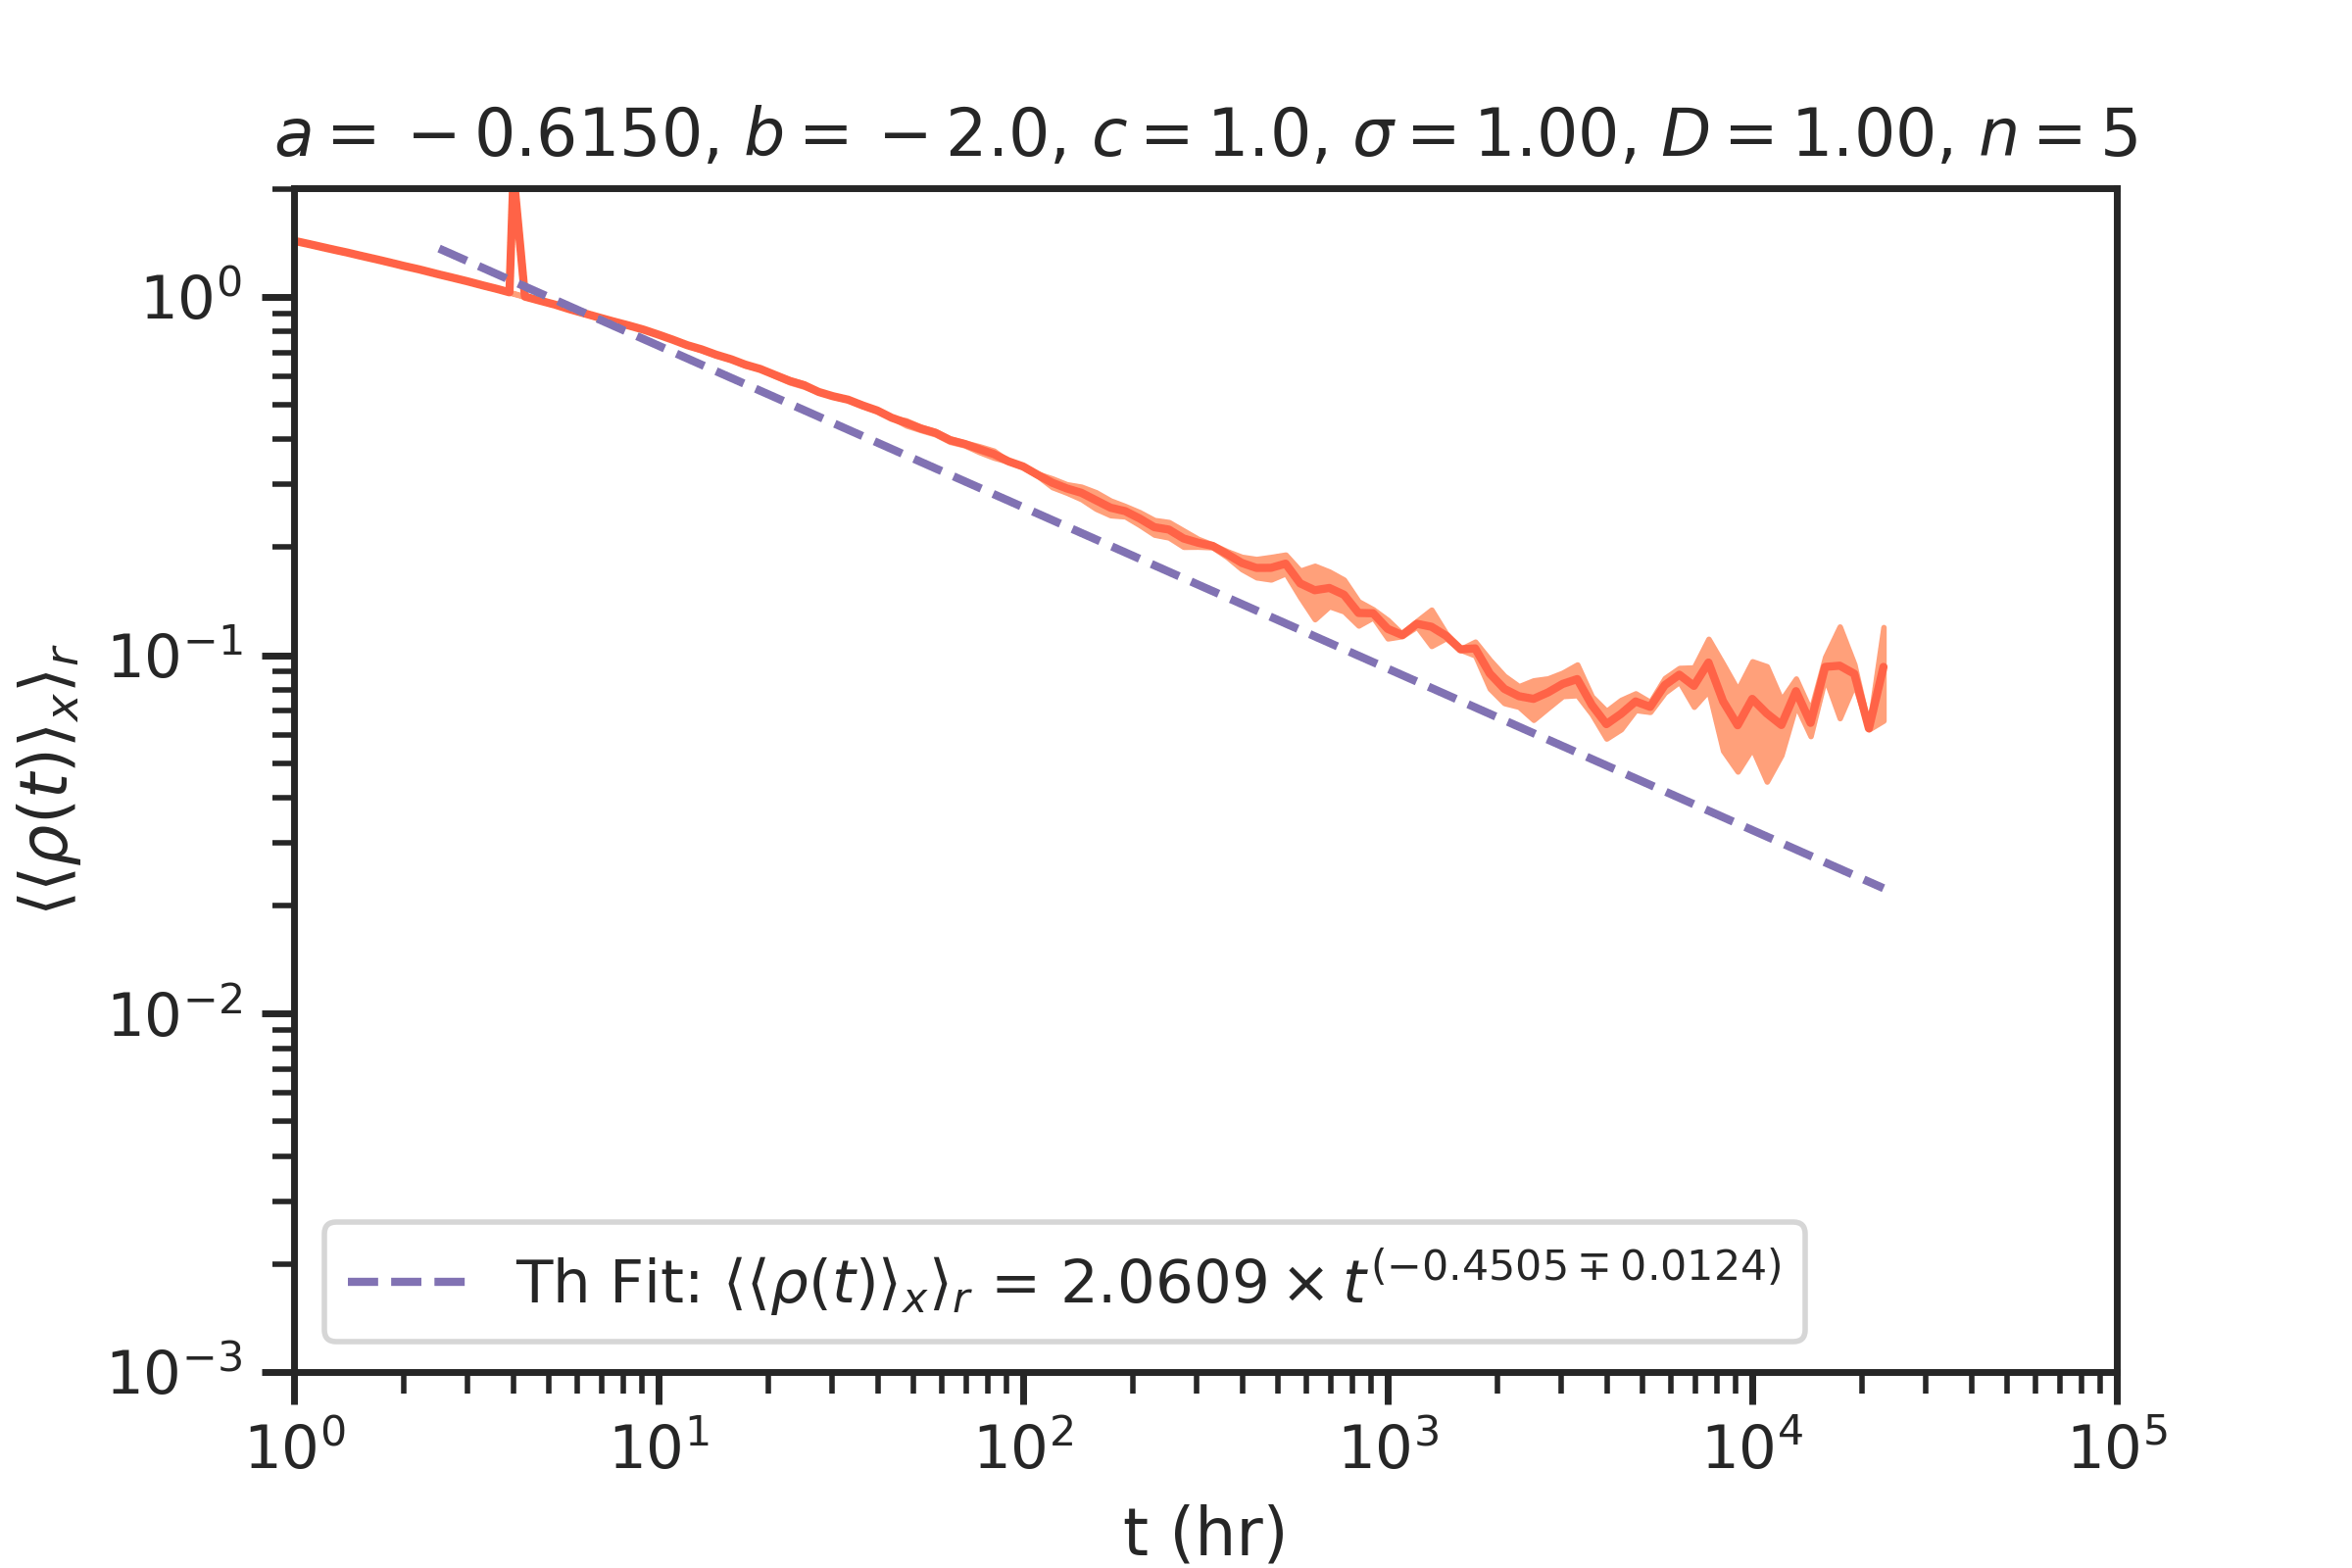 a = − 0.6150, b = − 2.0, c = 1.0, σ = 1.00, D = 1.00, n = 5
⟨⟨ρ(t)⟩ₓ⟩ᵣ
10⁰
10⁻¹
10⁻²
10⁻³
Th Fit: ⟨⟨ρ(t)⟩ₓ⟩ᵣ = 2.0609 × t^(−0.4505 ∓ 0.0124)
10⁰ 10¹ 10² 10³ 10⁴ 10⁵
t (hr)